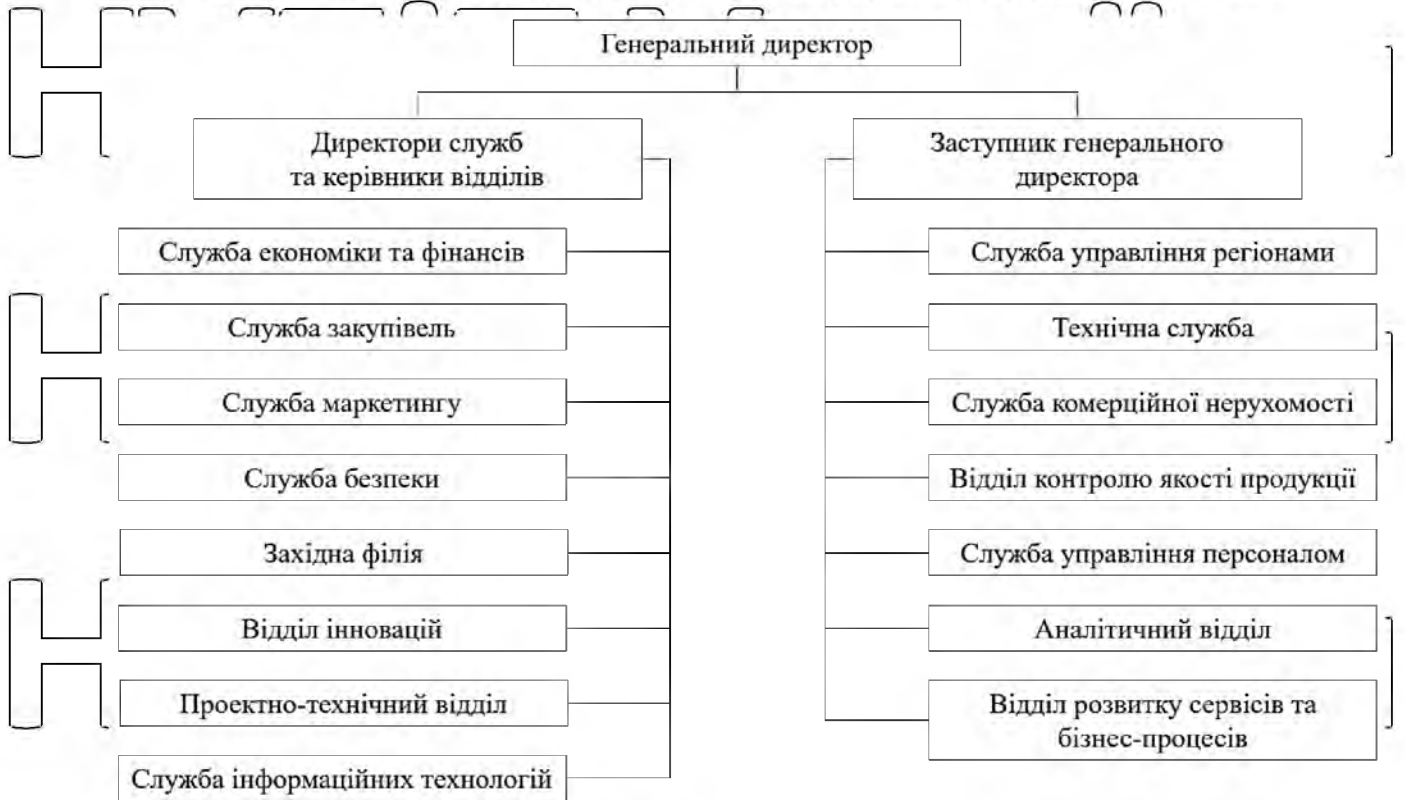 Генеральний директор
Директори служб
та керівники відділів
Заступник генерального
директора
Служба економіки та фінансів
Служба управління регіонами
Служба закупівель
Технічна служба
Служба маркетингу
Служба комерційної нерухомості
Служба безпеки
Відділ контролю якості продукції
Західна філія
Служба управління персоналом
Відділ інновацій
Аналітичний відділ
Проектно-технічний відділ
Відділ розвитку сервісів та
бізнес-процесів
Служба інформаційних технологій